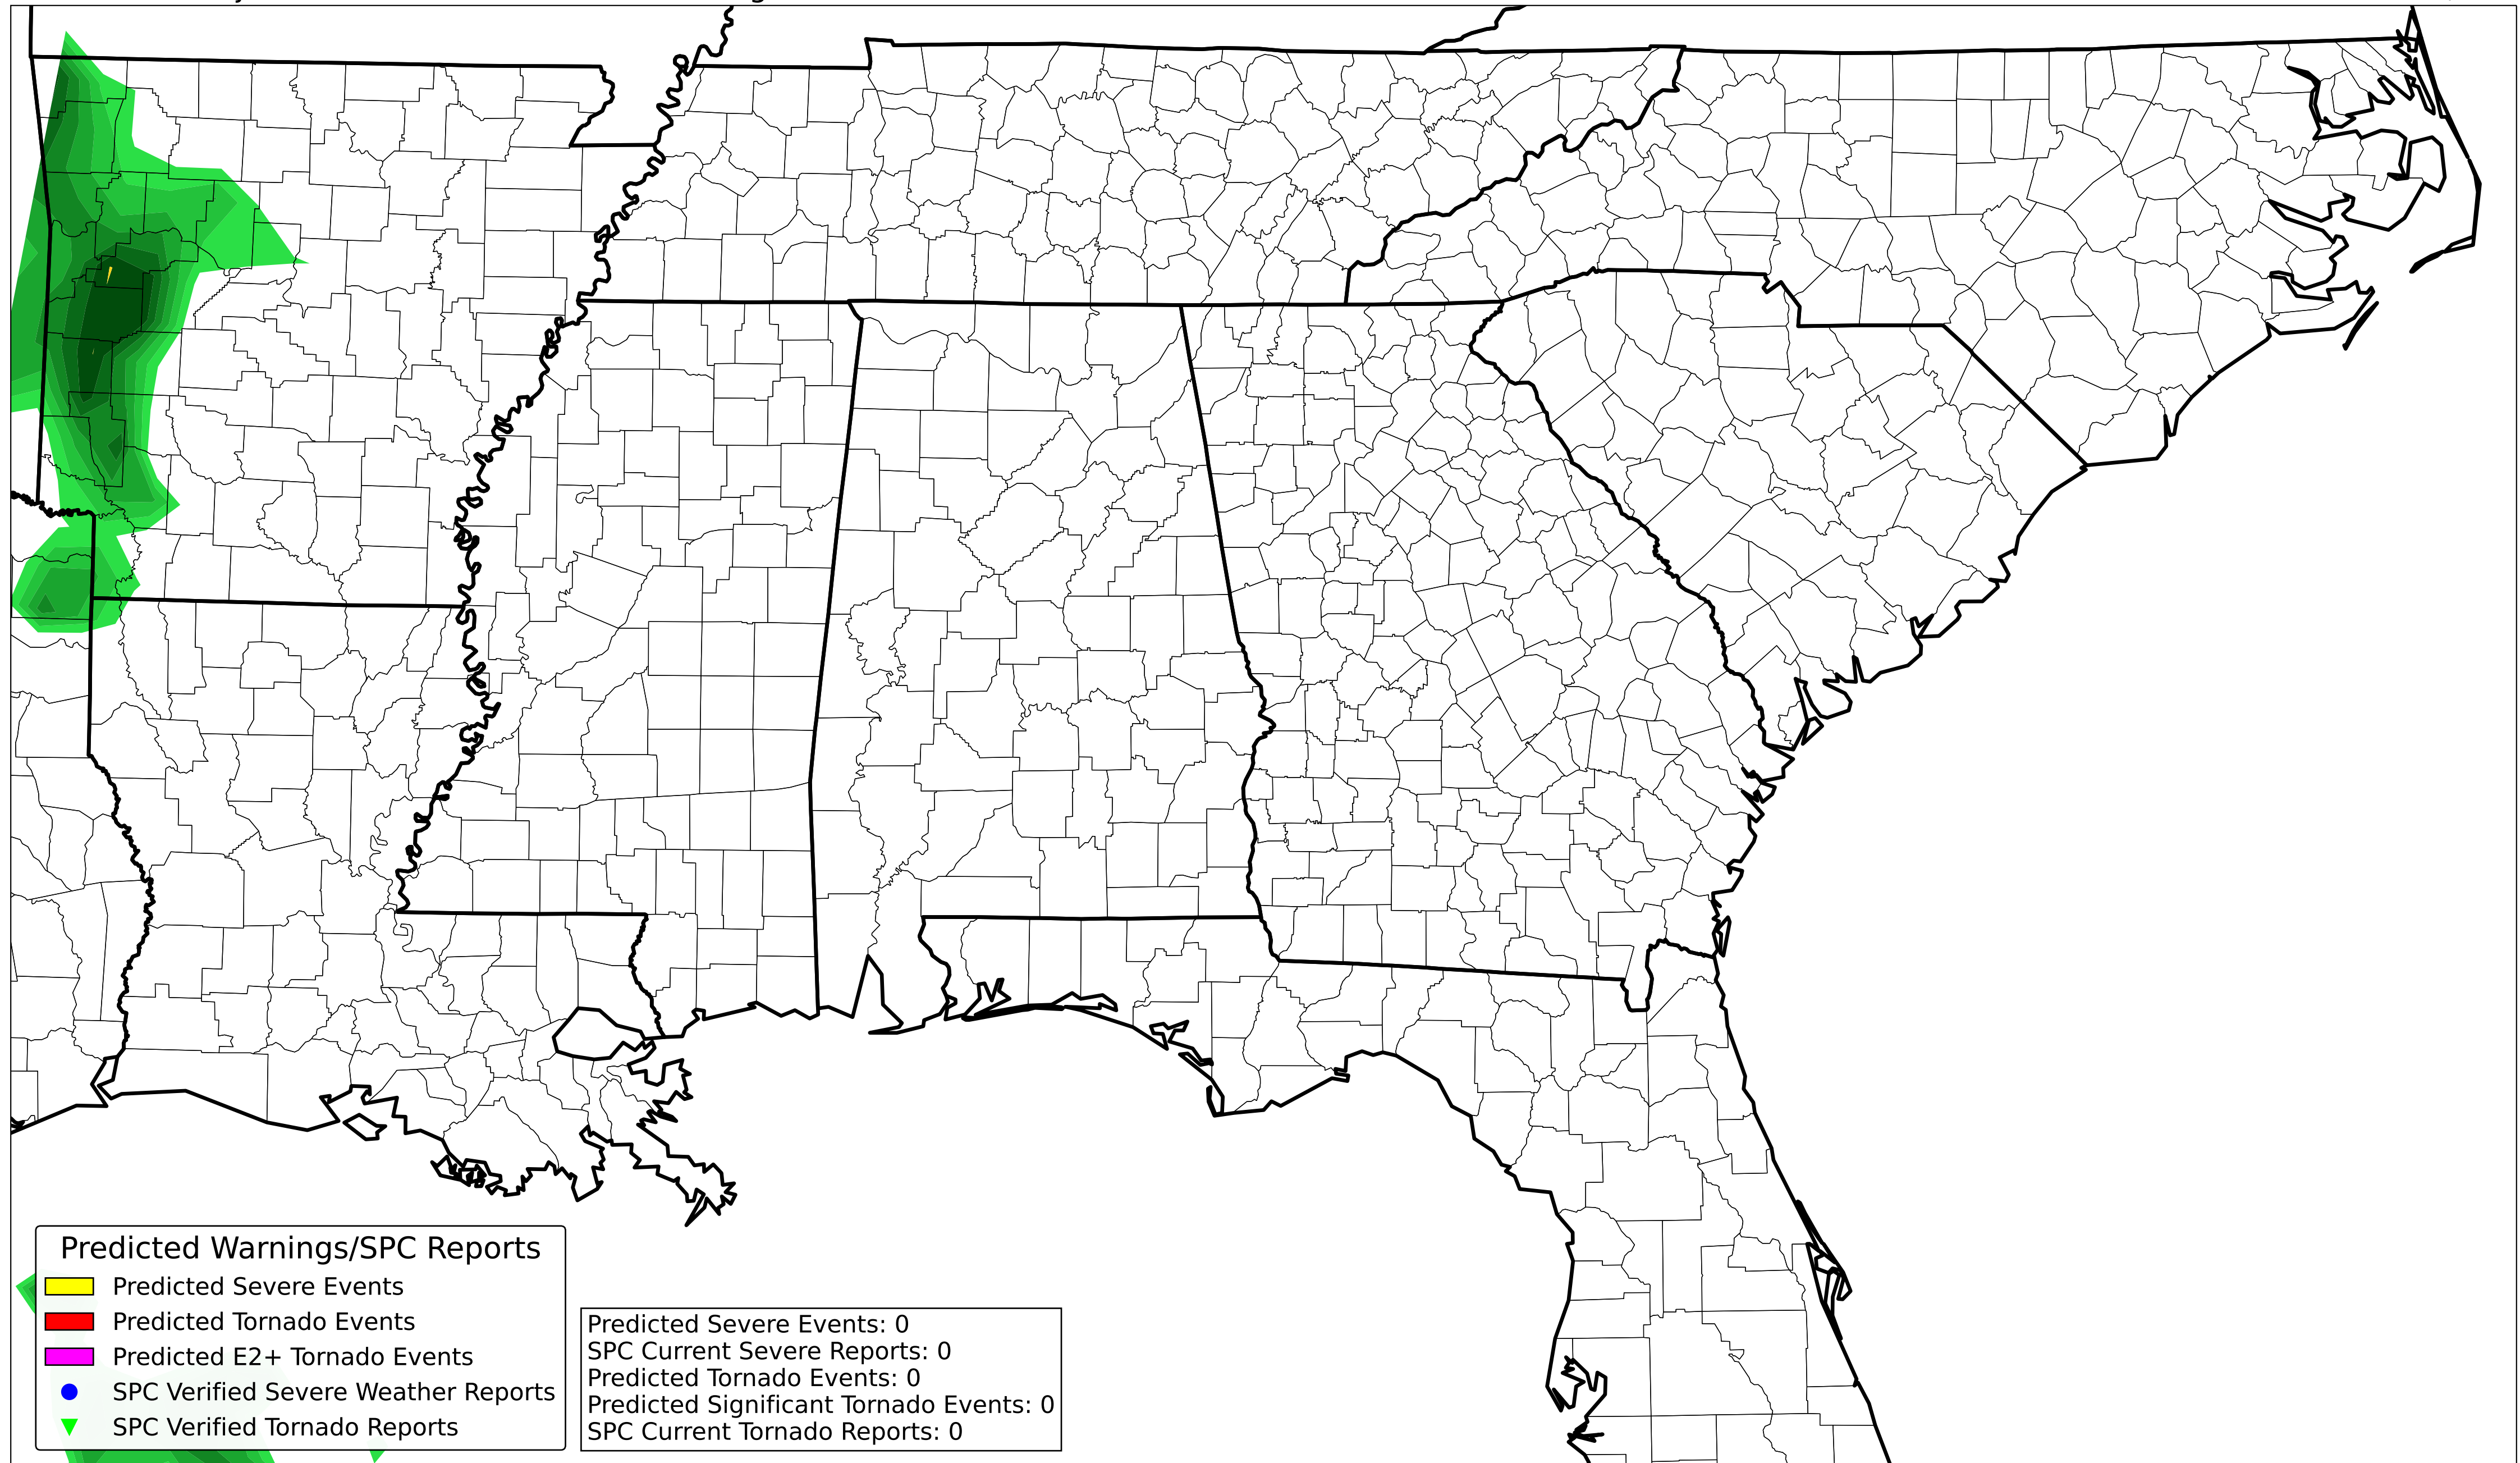 Predicted Warnings/SPC Reports
Predicted Severe Events
Predicted Tornado Events
Predicted E2+ Tornado Events
SPC Verified Severe Weather Reports
SPC Verified Tornado Reports
Predicted Severe Events: 0
SPC Current Severe Reports: 0
Predicted Tornado Events: 0
Predicted Significant Tornado Events: 0
SPC Current Tornado Reports: 0